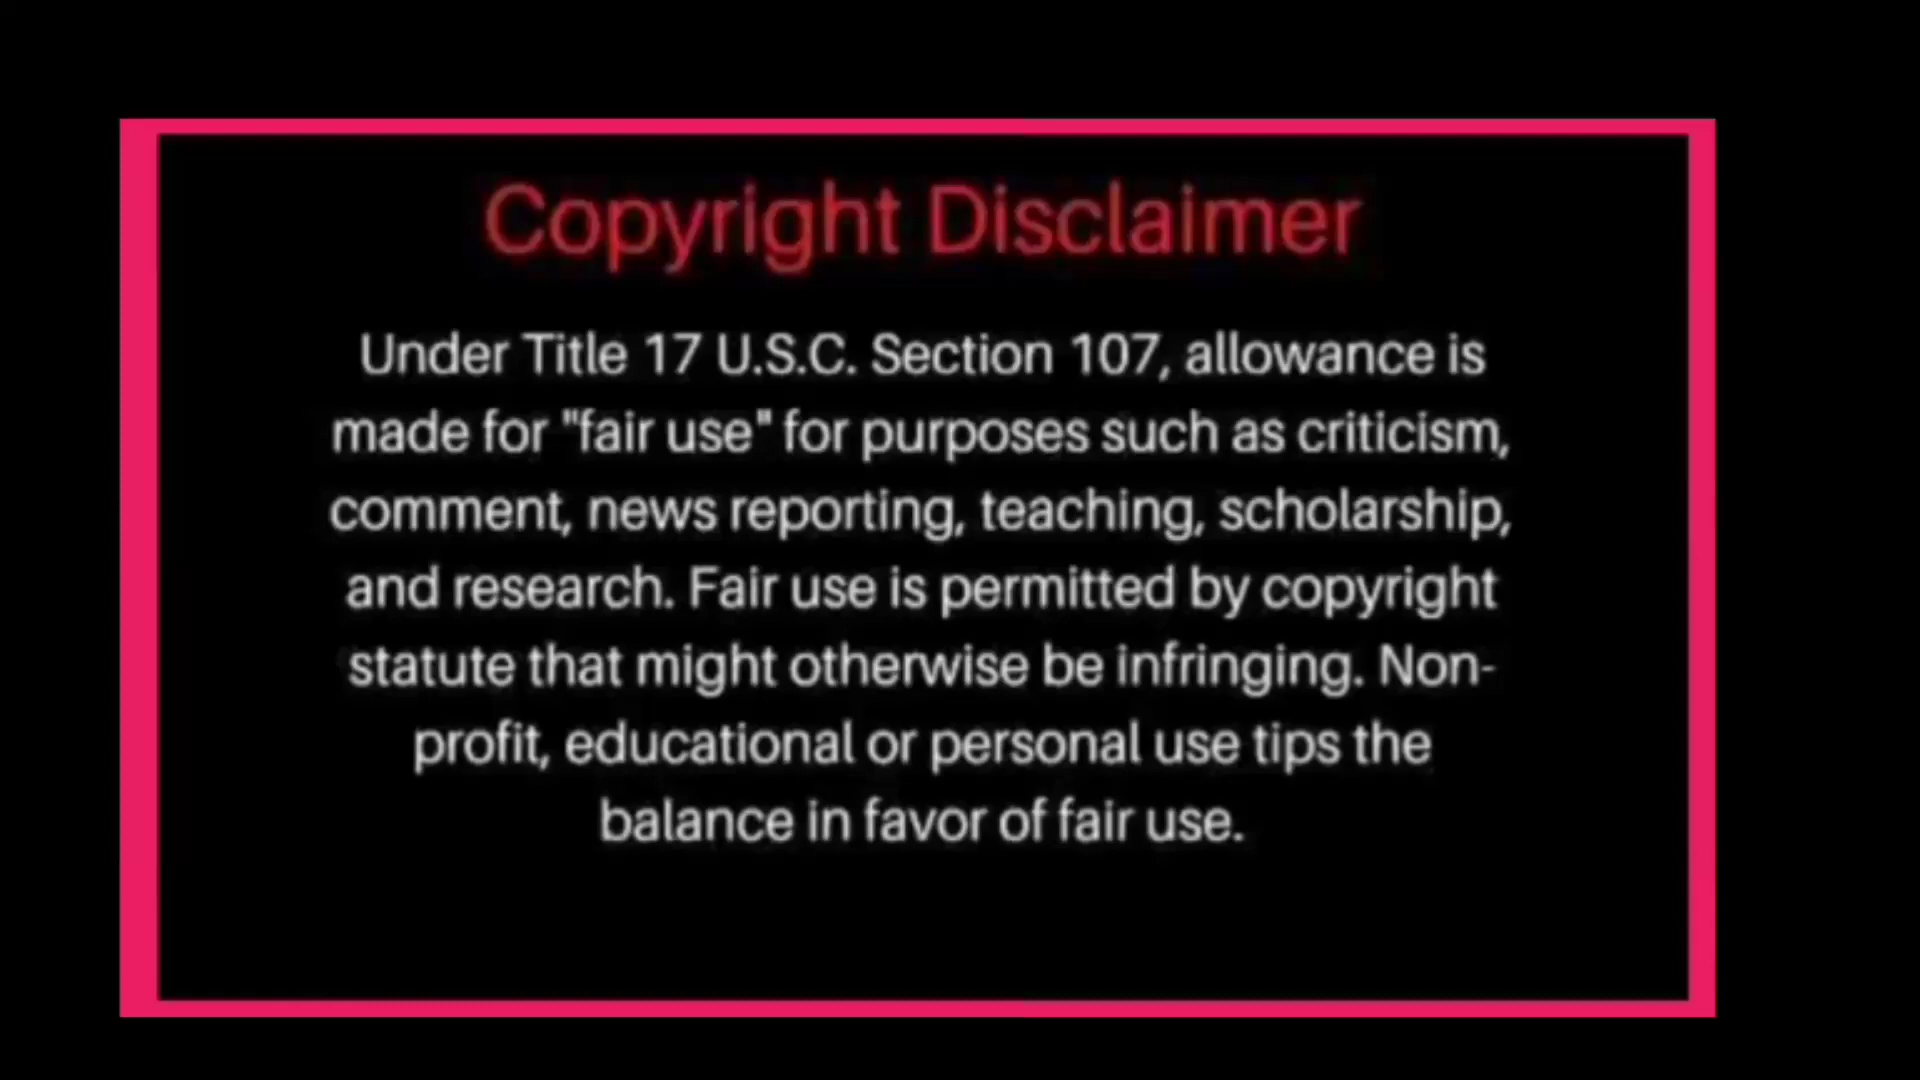 Copyright Disclaimer
Under Title 17 U.S.C. Section 107, allowance is
made for "fair use" for purposes such as criticism,
comment, news reporting, teaching, scholarship,
and research. Fair use is permitted by copyright
statute that might otherwise be infringing. Non-
profit, educational or personal use tips the
balance in favor of fair use.